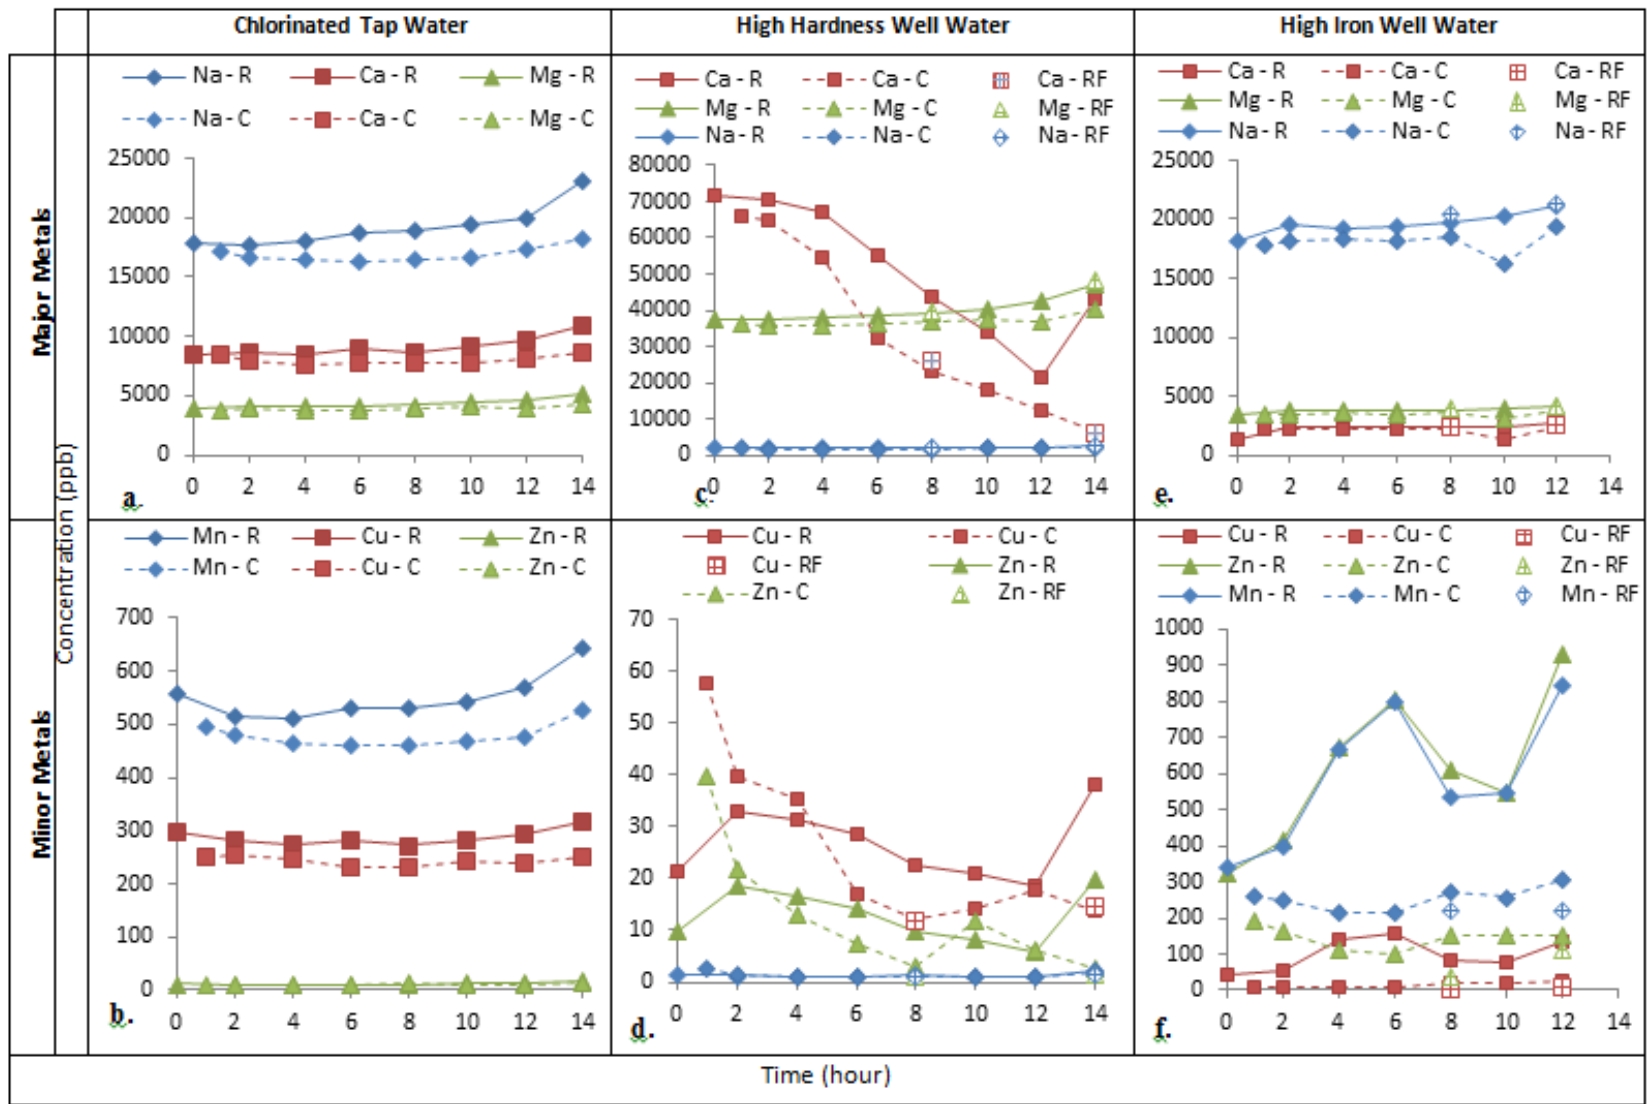 Chlorinated Tap Water
High Hardness Well Water
High Iron Well Water
Major Metals
Minor Metals
Concentration (ppb)
Na - R Ca - R Mg - R
Na - C Ca - C Mg - C
25000
20000
15000
10000
5000
0
0 2 4 6 8 10 12 14
a.
Ca - R Ca - C Ca - RF
Mg - R Mg - C Mg - RF
Na - R Na - C Na - RF
80000
70000
60000
50000
40000
30000
20000
10000
0
0 2 4 6 8 10 12 14
c.
Ca - R Ca - C Ca - RF
Mg - R Mg - C Mg - RF
Na - R Na - C Na - RF
25000
20000
15000
10000
5000
0
0 2 4 6 8 10 12 14
e.
Mn - R Cu - R Zn - R
Mn - C Cu - C Zn - C
700
600
500
400
300
200
100
0
0 2 4 6 8 10 12 14
b.
Cu - R Cu - C
Cu - RF Zn - R
Zn - C Zn - RF
70
60
50
40
30
20
10
0
0 2 4 6 8 10 12 14
d.
Cu - R Cu - C Cu - RF
Zn - R Zn - C Zn - RF
Mn - R Mn - C Mn - RF
1000
900
800
700
600
500
400
300
200
100
0
0 2 4 6 8 10 12 14
f.
Time (hour)